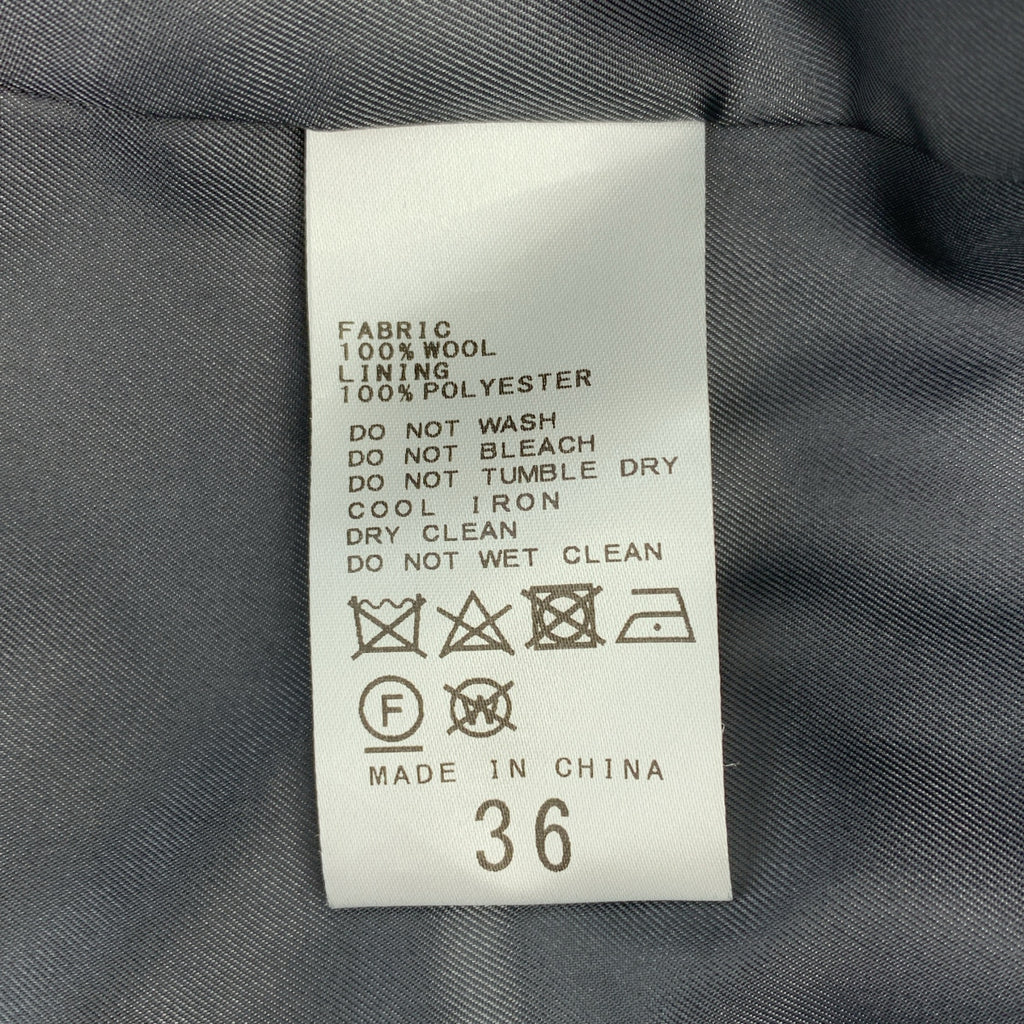 FABRIC
100% WOOL
LINING
100% POLYESTER
DO NOT WASH
DO NOT BLEACH
DO NOT TUMBLE DRY
COOL IRON
DRY CLEAN
DO NOT WET CLEAN
F W
MADE IN CHINA
36